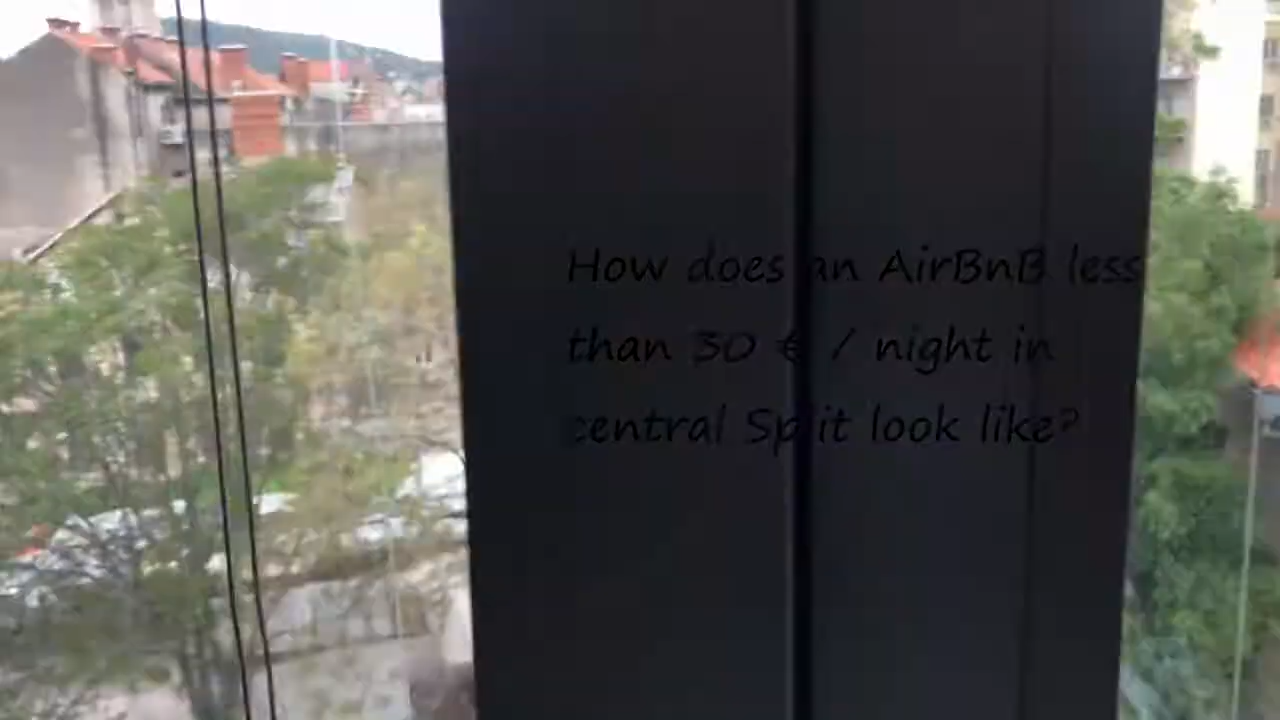 How does an AirBnB less
than 30 € / night in
central Split look like?